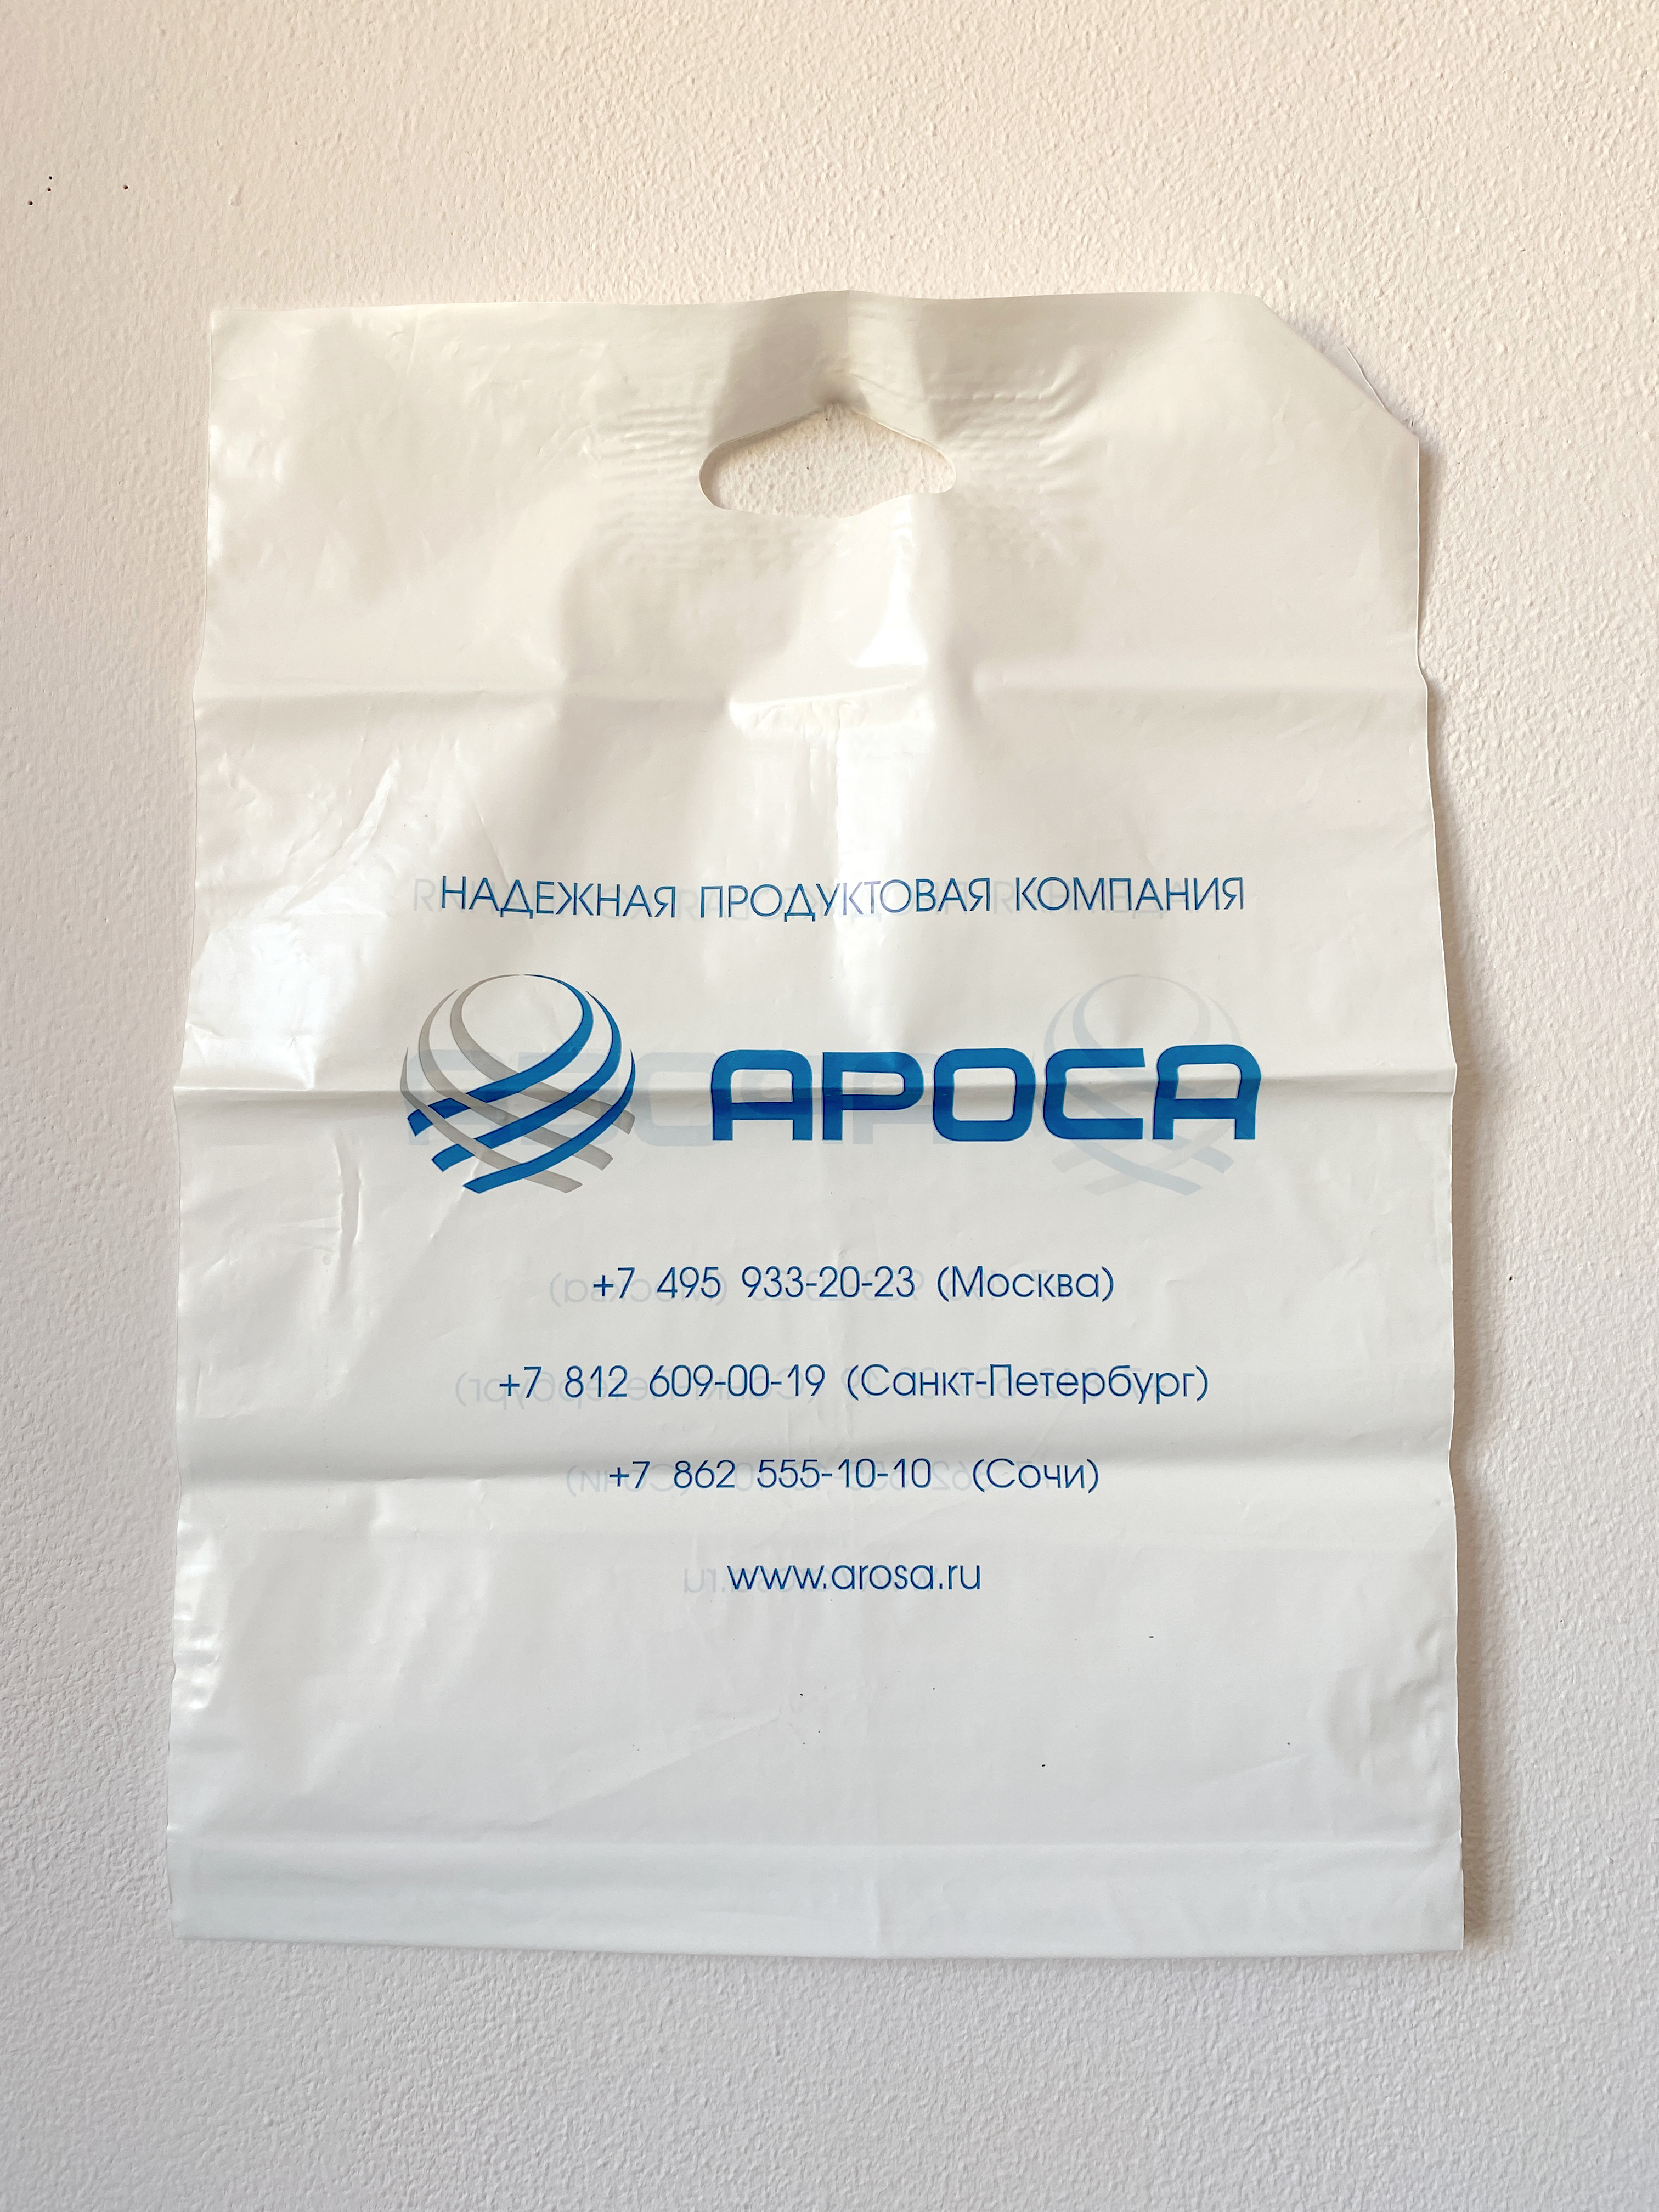 НАДЕЖНАЯ ПРОДУКТОВАЯ КОМПАНИЯ
АРОСА
+7 495 933-20-23 (Москва)
+7 812 609-00-19 (Санкт-Петербург)
+7 862 555-10-10 (Сочи)
www.arosa.ru